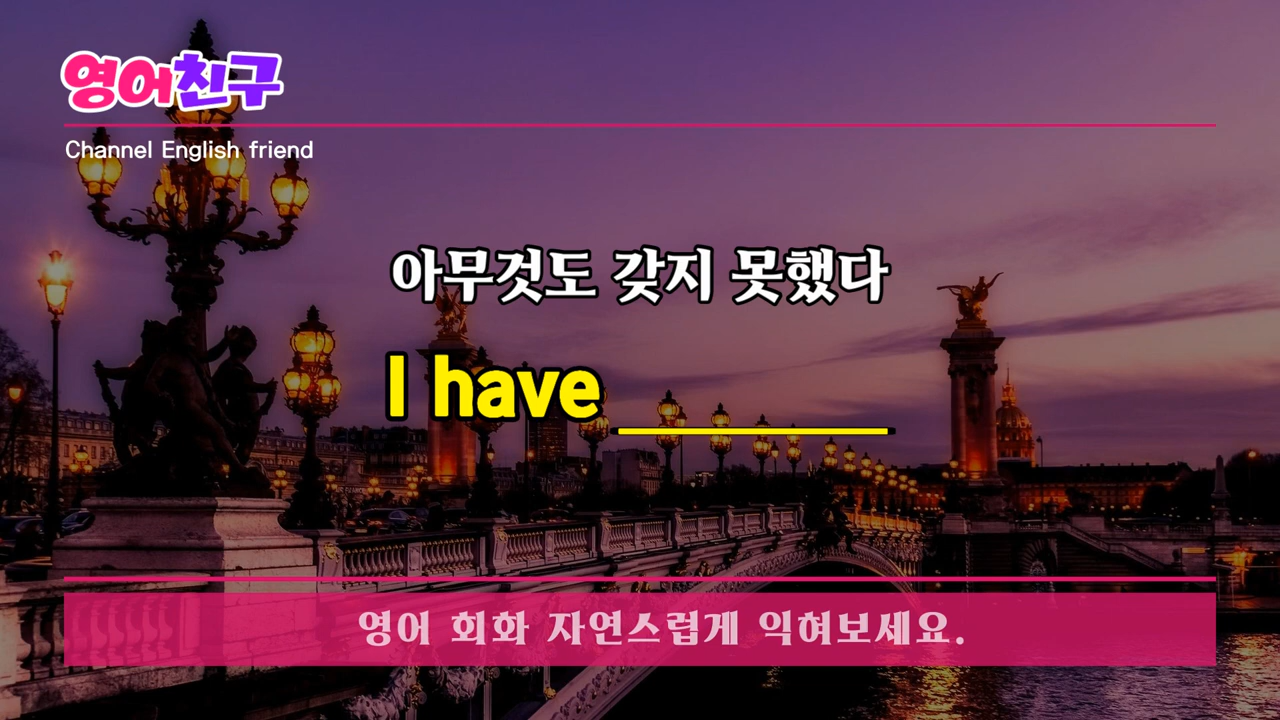 영어친구
Channel English friend
아무것도 갖지 못했다
I have ________
영어 회화 자연스럽게 익혀보세요.